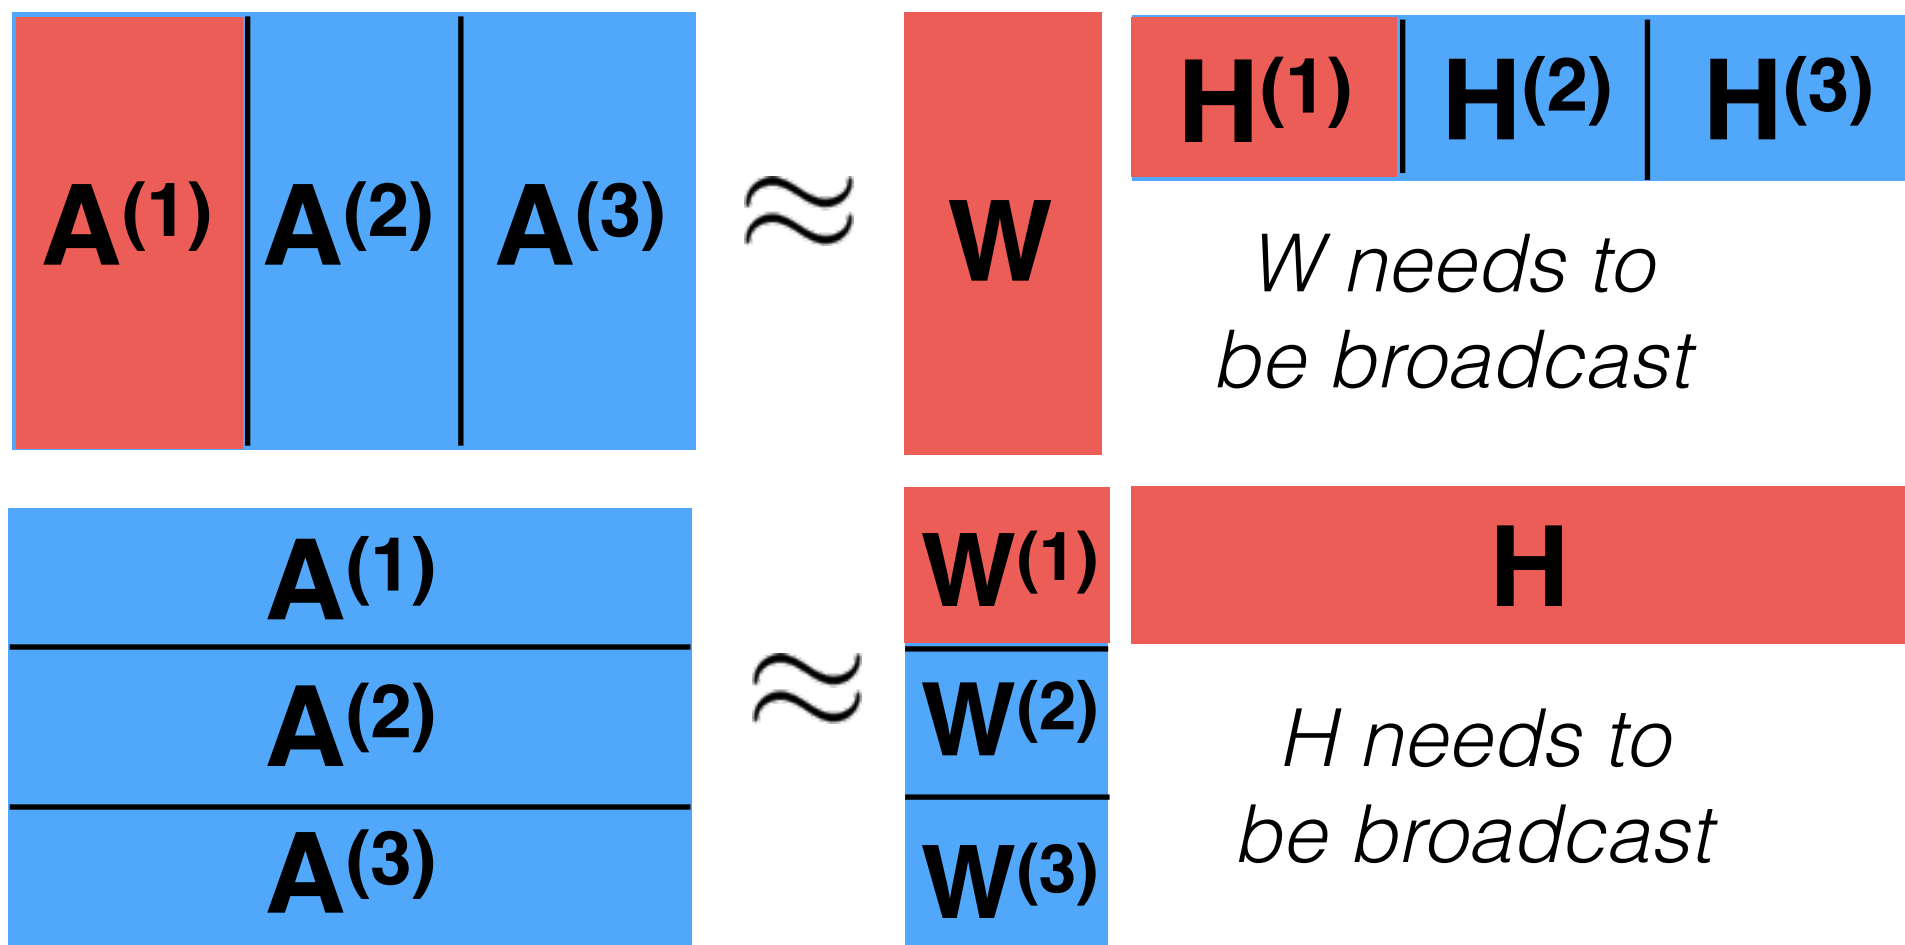 A(1) A(2) A(3) ≈ W H(1) H(2) H(3)
W needs to
be broadcast
A(1)
A(2)
A(3)
≈
W(1)
W(2)
W(3)
H
H needs to
be broadcast